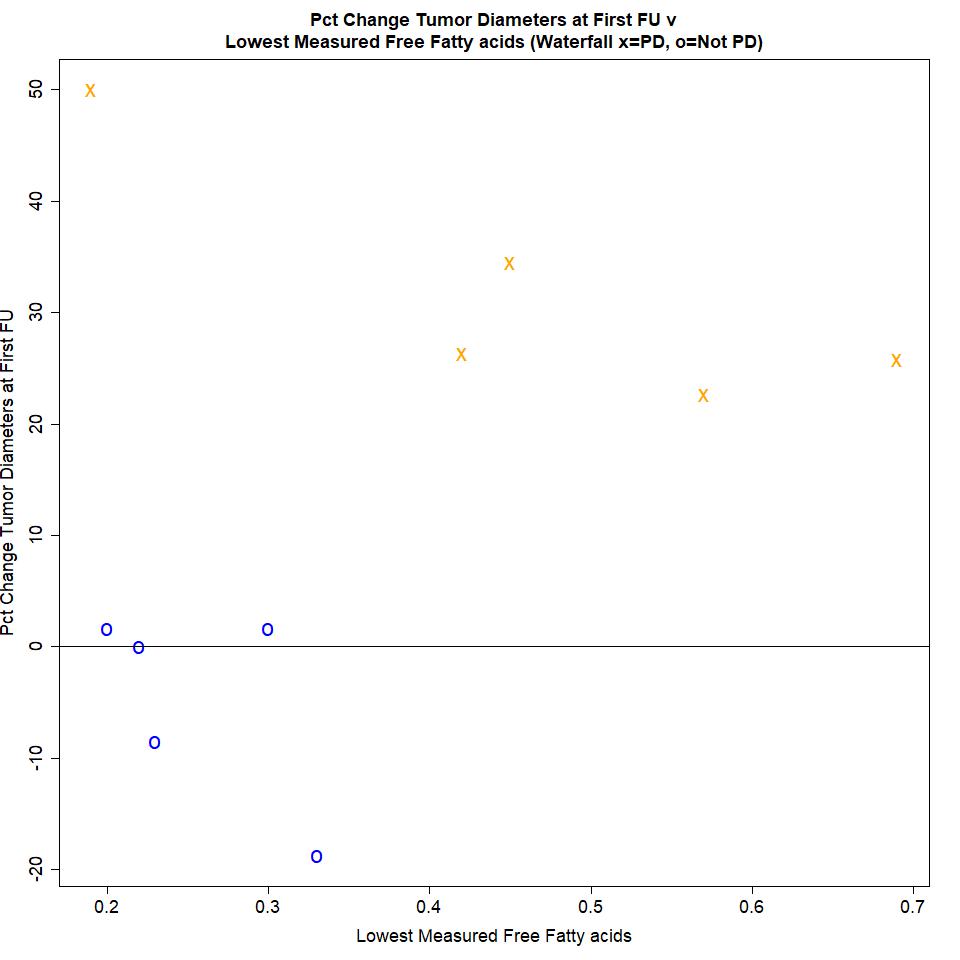 Pct Change Tumor Diameters at First FU v
Lowest Measured Free Fatty acids (Waterfall x=PD, o=Not PD)
Pct Change Tumor Diameters at First FU
50
40
30
20
10
0
-10
-20
X
X
X
X
X
O
O
O
O
O
0.2
0.3
0.4
0.5
0.6
0.7
Lowest Measured Free Fatty acids